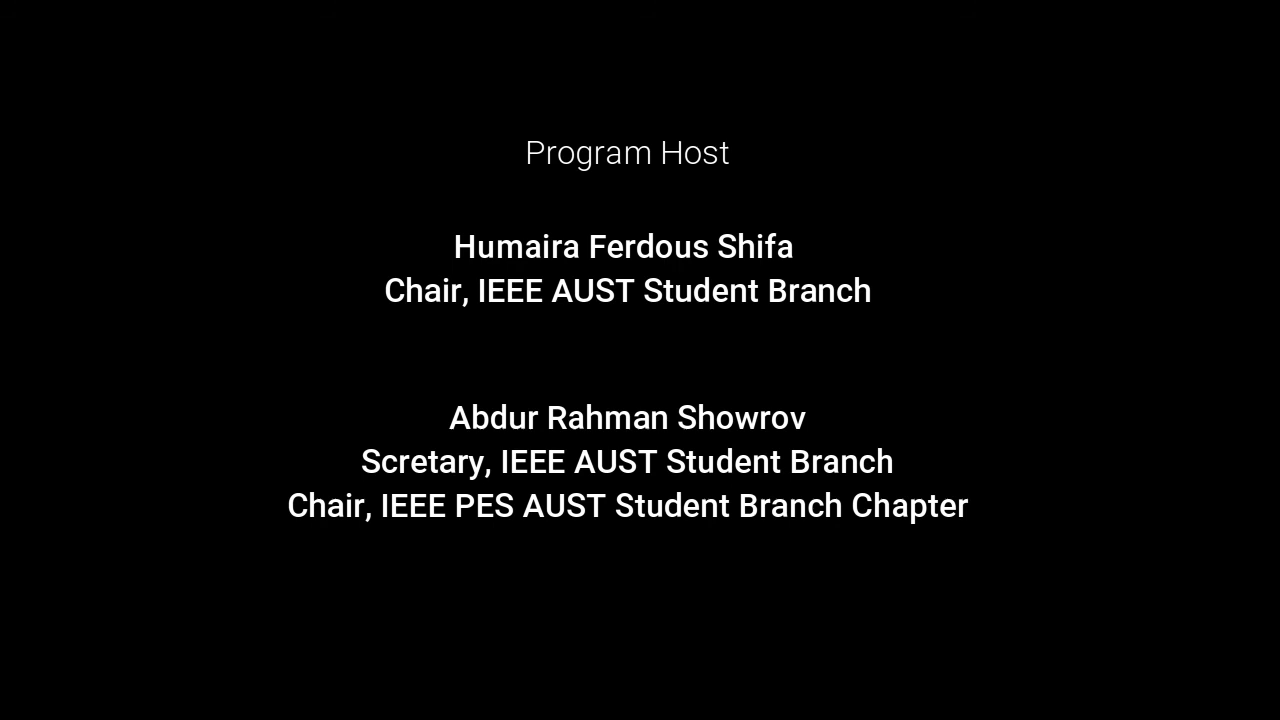 Program Host
Humaira Ferdous Shifa
Chair, IEEE AUST Student Branch
Abdur Rahman Showrov
Scretary, IEEE AUST Student Branch
Chair, IEEE PES AUST Student Branch Chapter